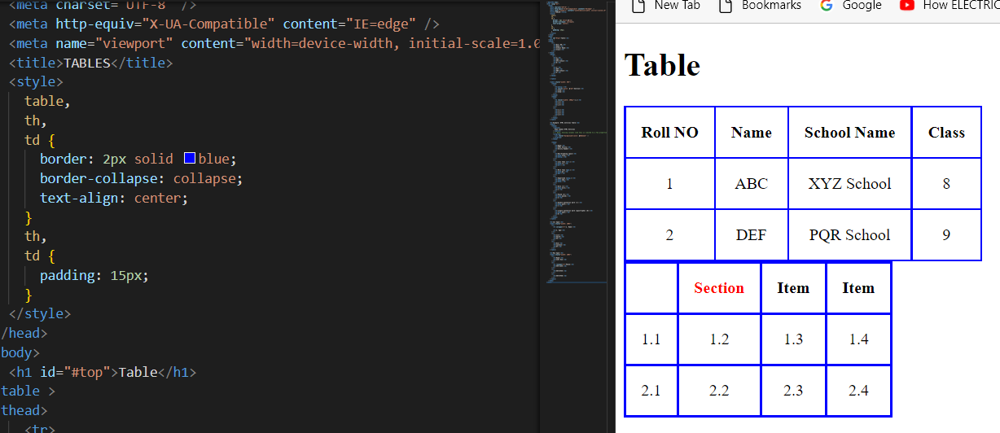 <meta charset="UTF-8" />
<meta http-equiv="X-UA-Compatible" content="IE=edge" />
<meta name="viewport" content="width=device-width, initial-scale=1.0
<title>TABLES</title>
<style>
table,
th,
td {
border: 2px solid blue;
border-collapse: collapse;
text-align: center;
}
th,
td {
padding: 15px;
}
</style>
/head>
body>
<h1 id="#top">Table</h1>
table >
thead>
<tr>
New Tab Bookmarks Google How ELECTRIC
Table
Roll NO Name School Name Class
1 ABC XYZ School 8
2 DEF PQR School 9
Section Item Item
1.1 1.2 1.3 1.4
2.1 2.2 2.3 2.4